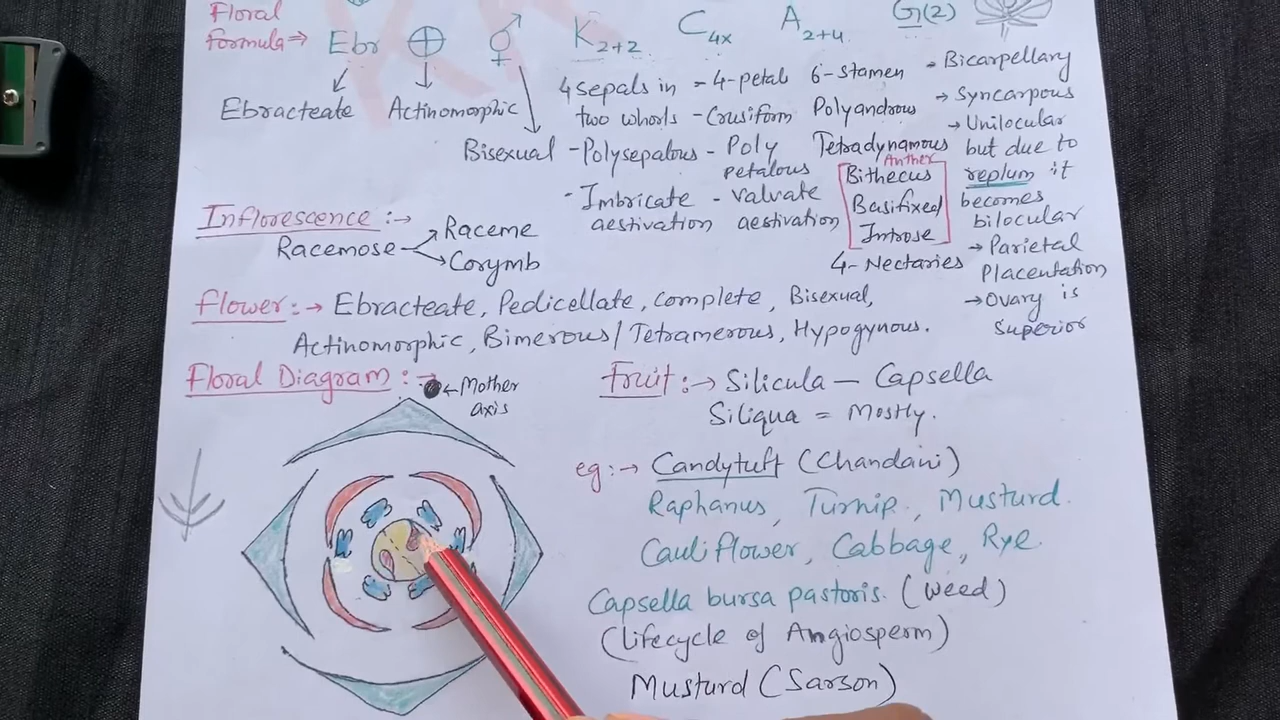 Floral
formula→ Ebr ⊕ ⚥ K2+2 C4x A2+4 G(2)
Ebracteate Actinomorphic Bisexual
4 sepals in two whorls
-Polysepalous
-Imbricate aestivation
- 4-petal
-Crusiform
-Poly petalous
-valvate aestivation
6-stamen
Polyandrous
Tetradynamous
Anther
Bithecus
Basifixed
Introse
4-Nectaries
- Bicarpellary
→ Syncarpous
→Unilocular
but due to
replum it
becomes
bilocular
→Parietal
Placentation
→Ovary is
superior
Inflorescence :→
Racemose
Raceme
Corymb
flower:→ Ebracteate, Pedicellate, complete, Bisexual,
Actinomorphic, Bimerous/Tetramerous, Hypogynous.
Floral Diagram:→
←Mother
axis
Fruit:→ Silicula — Capsella
Siliqua = Mostly.
eg:→ Candytuft (Chandani)
Raphanus, Turnip, Musturd.
Cauliflower, Cabbage, Rye.
Capsella bursa pastoris. (weed)
(lifecycle of Angiosperm)
Musturd (Sarson)